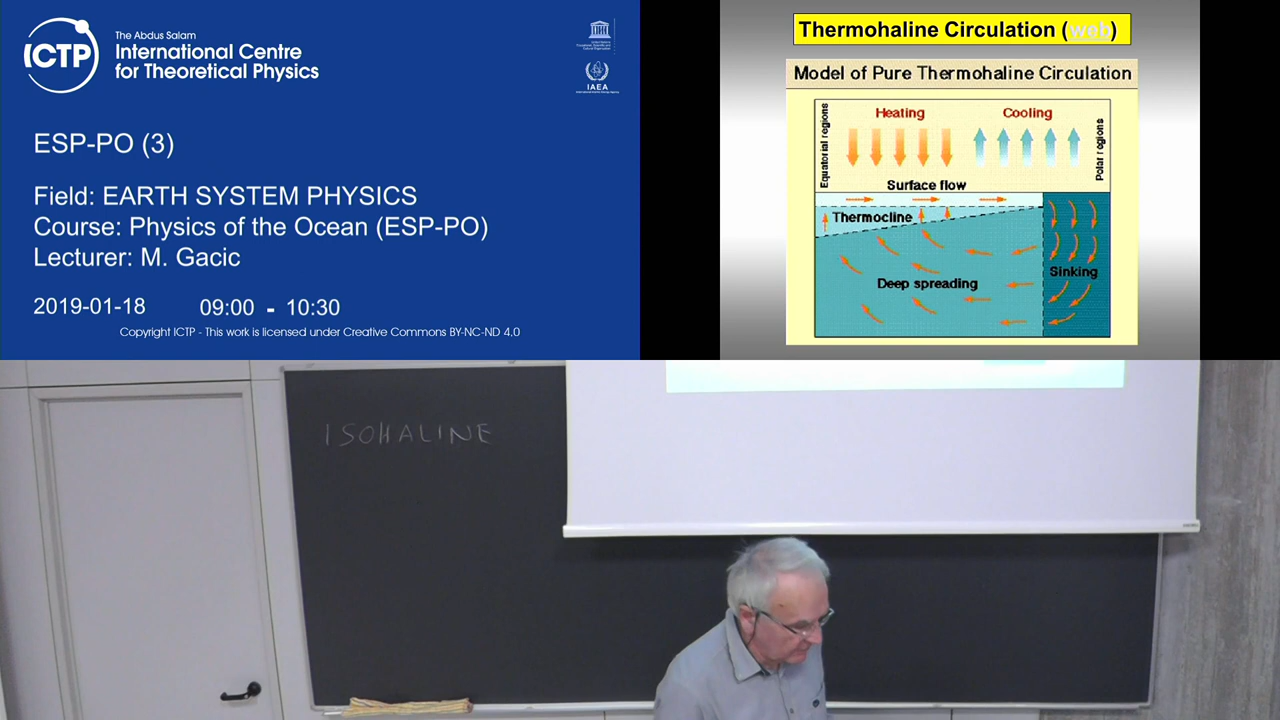 The Abdus Salam
ICTP
International Centre
for Theoretical Physics
IAEA
ESP-PO (3)
Field: EARTH SYSTEM PHYSICS
Course: Physics of the Ocean (ESP-PO)
Lecturer: M. Gacic
2019-01-18 09:00 - 10:30
Copyright ICTP - This work is licensed under Creative Commons BY-NC-ND 4.0
Thermohaline Circulation (web)
Model of Pure Thermohaline Circulation
Equatorial regions
Heating
Cooling
Polar regions
Surface flow
Thermocline
Sinking
Deep spreading
ISOHALINE